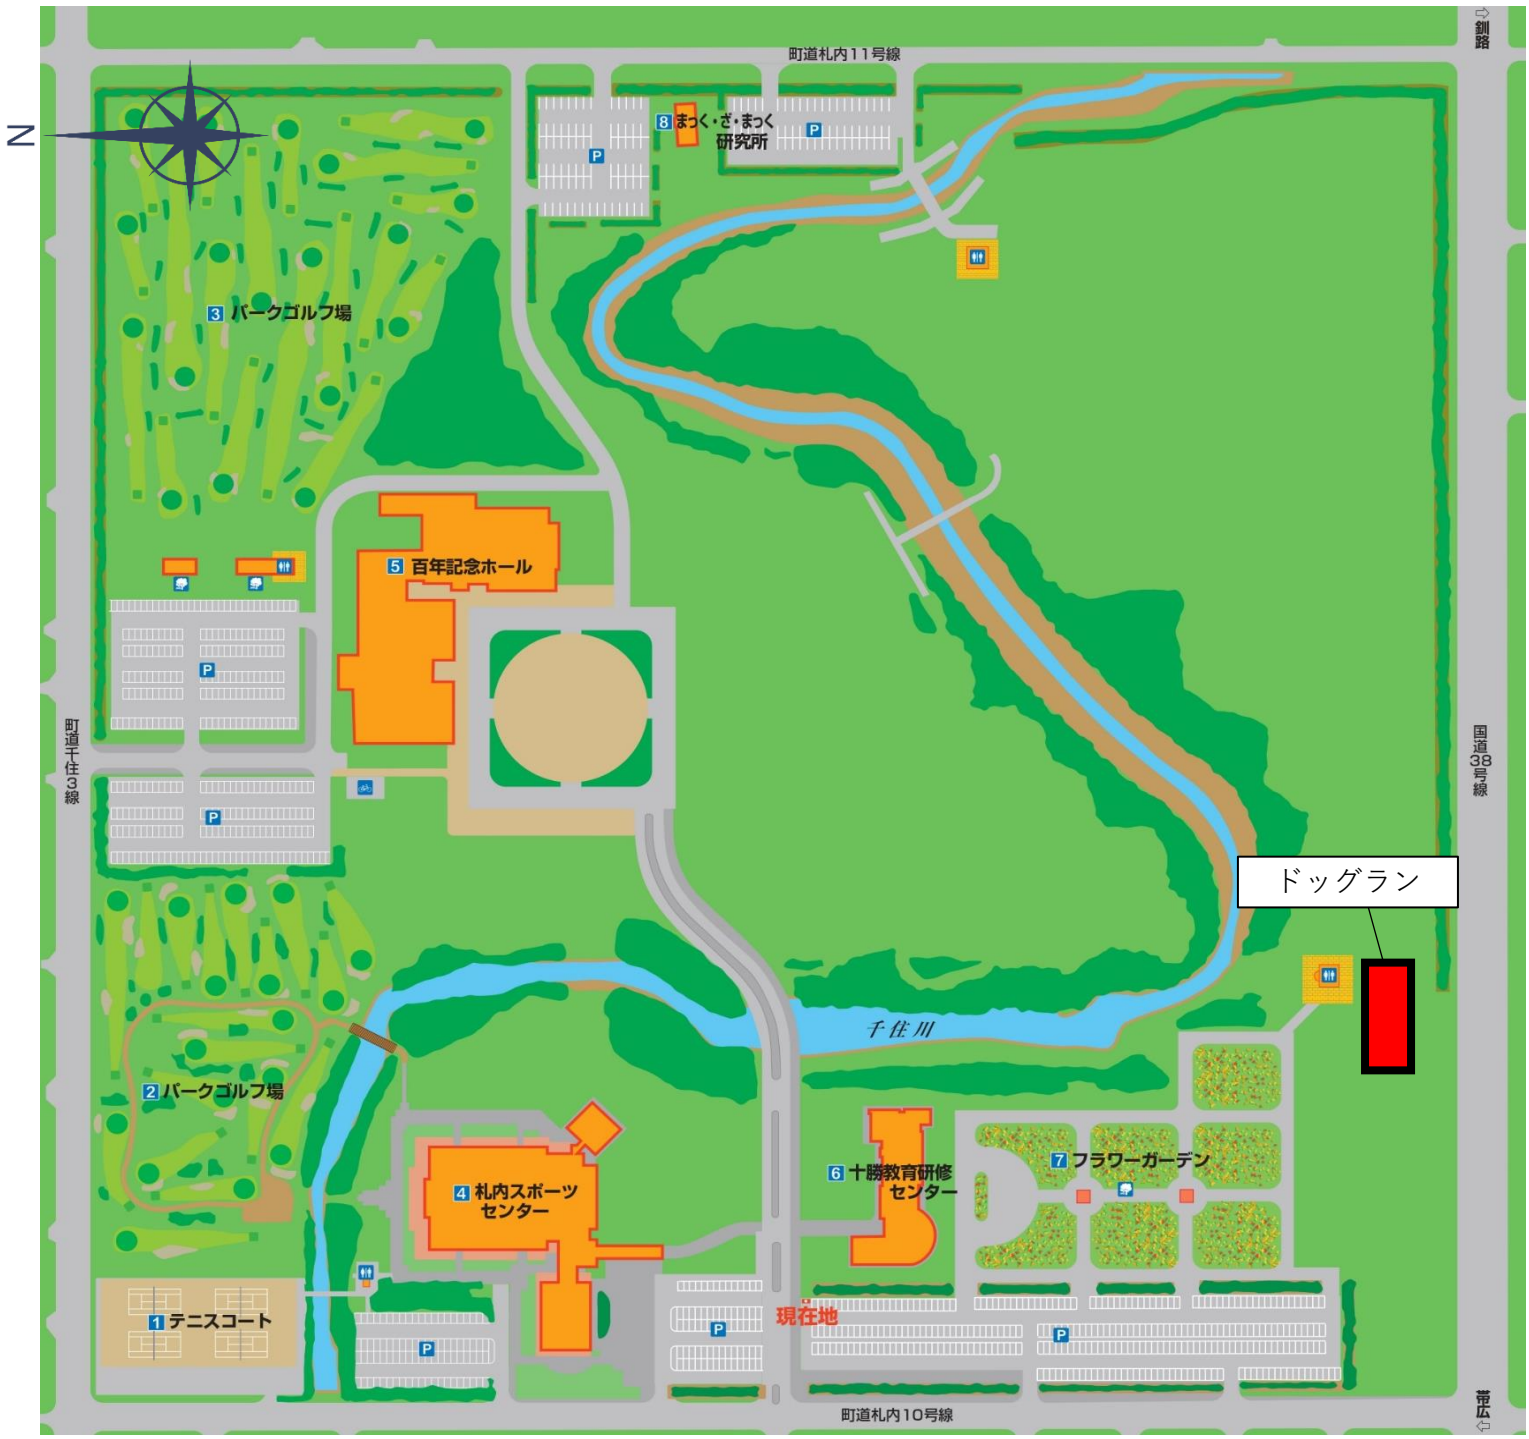 町道札内11号線
⇨釧路
N
8 まっく・ざ・まっく
研究所
P
P
3 パークゴルフ場
5 百年記念ホール
P
町道千住3線
国道38号線
P
ドッグラン
千住川
2 パークゴルフ場
7 フラワーガーデン
6 十勝教育研修
センター
4 札内スポーツ
センター
1 テニスコート
現在地
P
P
P
町道札内10号線
帯広⇦